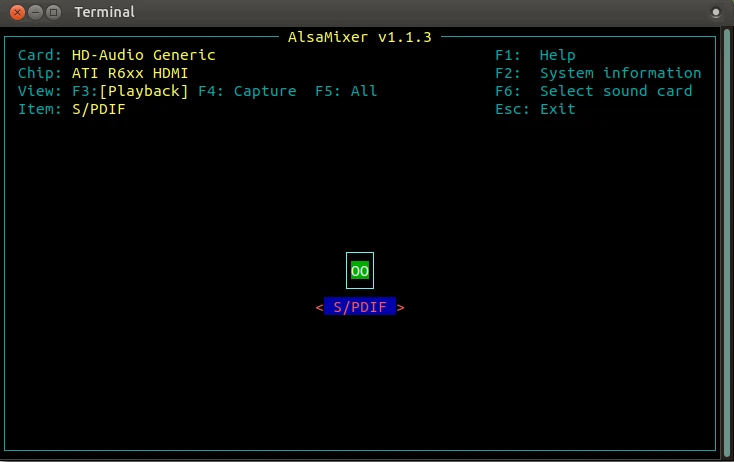 Terminal
AlsaMixer v1.1.3
Card: HD-Audio Generic F1: Help
Chip: ATI R6xx HDMI F2: System information
View: F3:[Playback] F4: Capture F5: All F6: Select sound card
Item: S/PDIF Esc: Exit
OO
< S/PDIF >